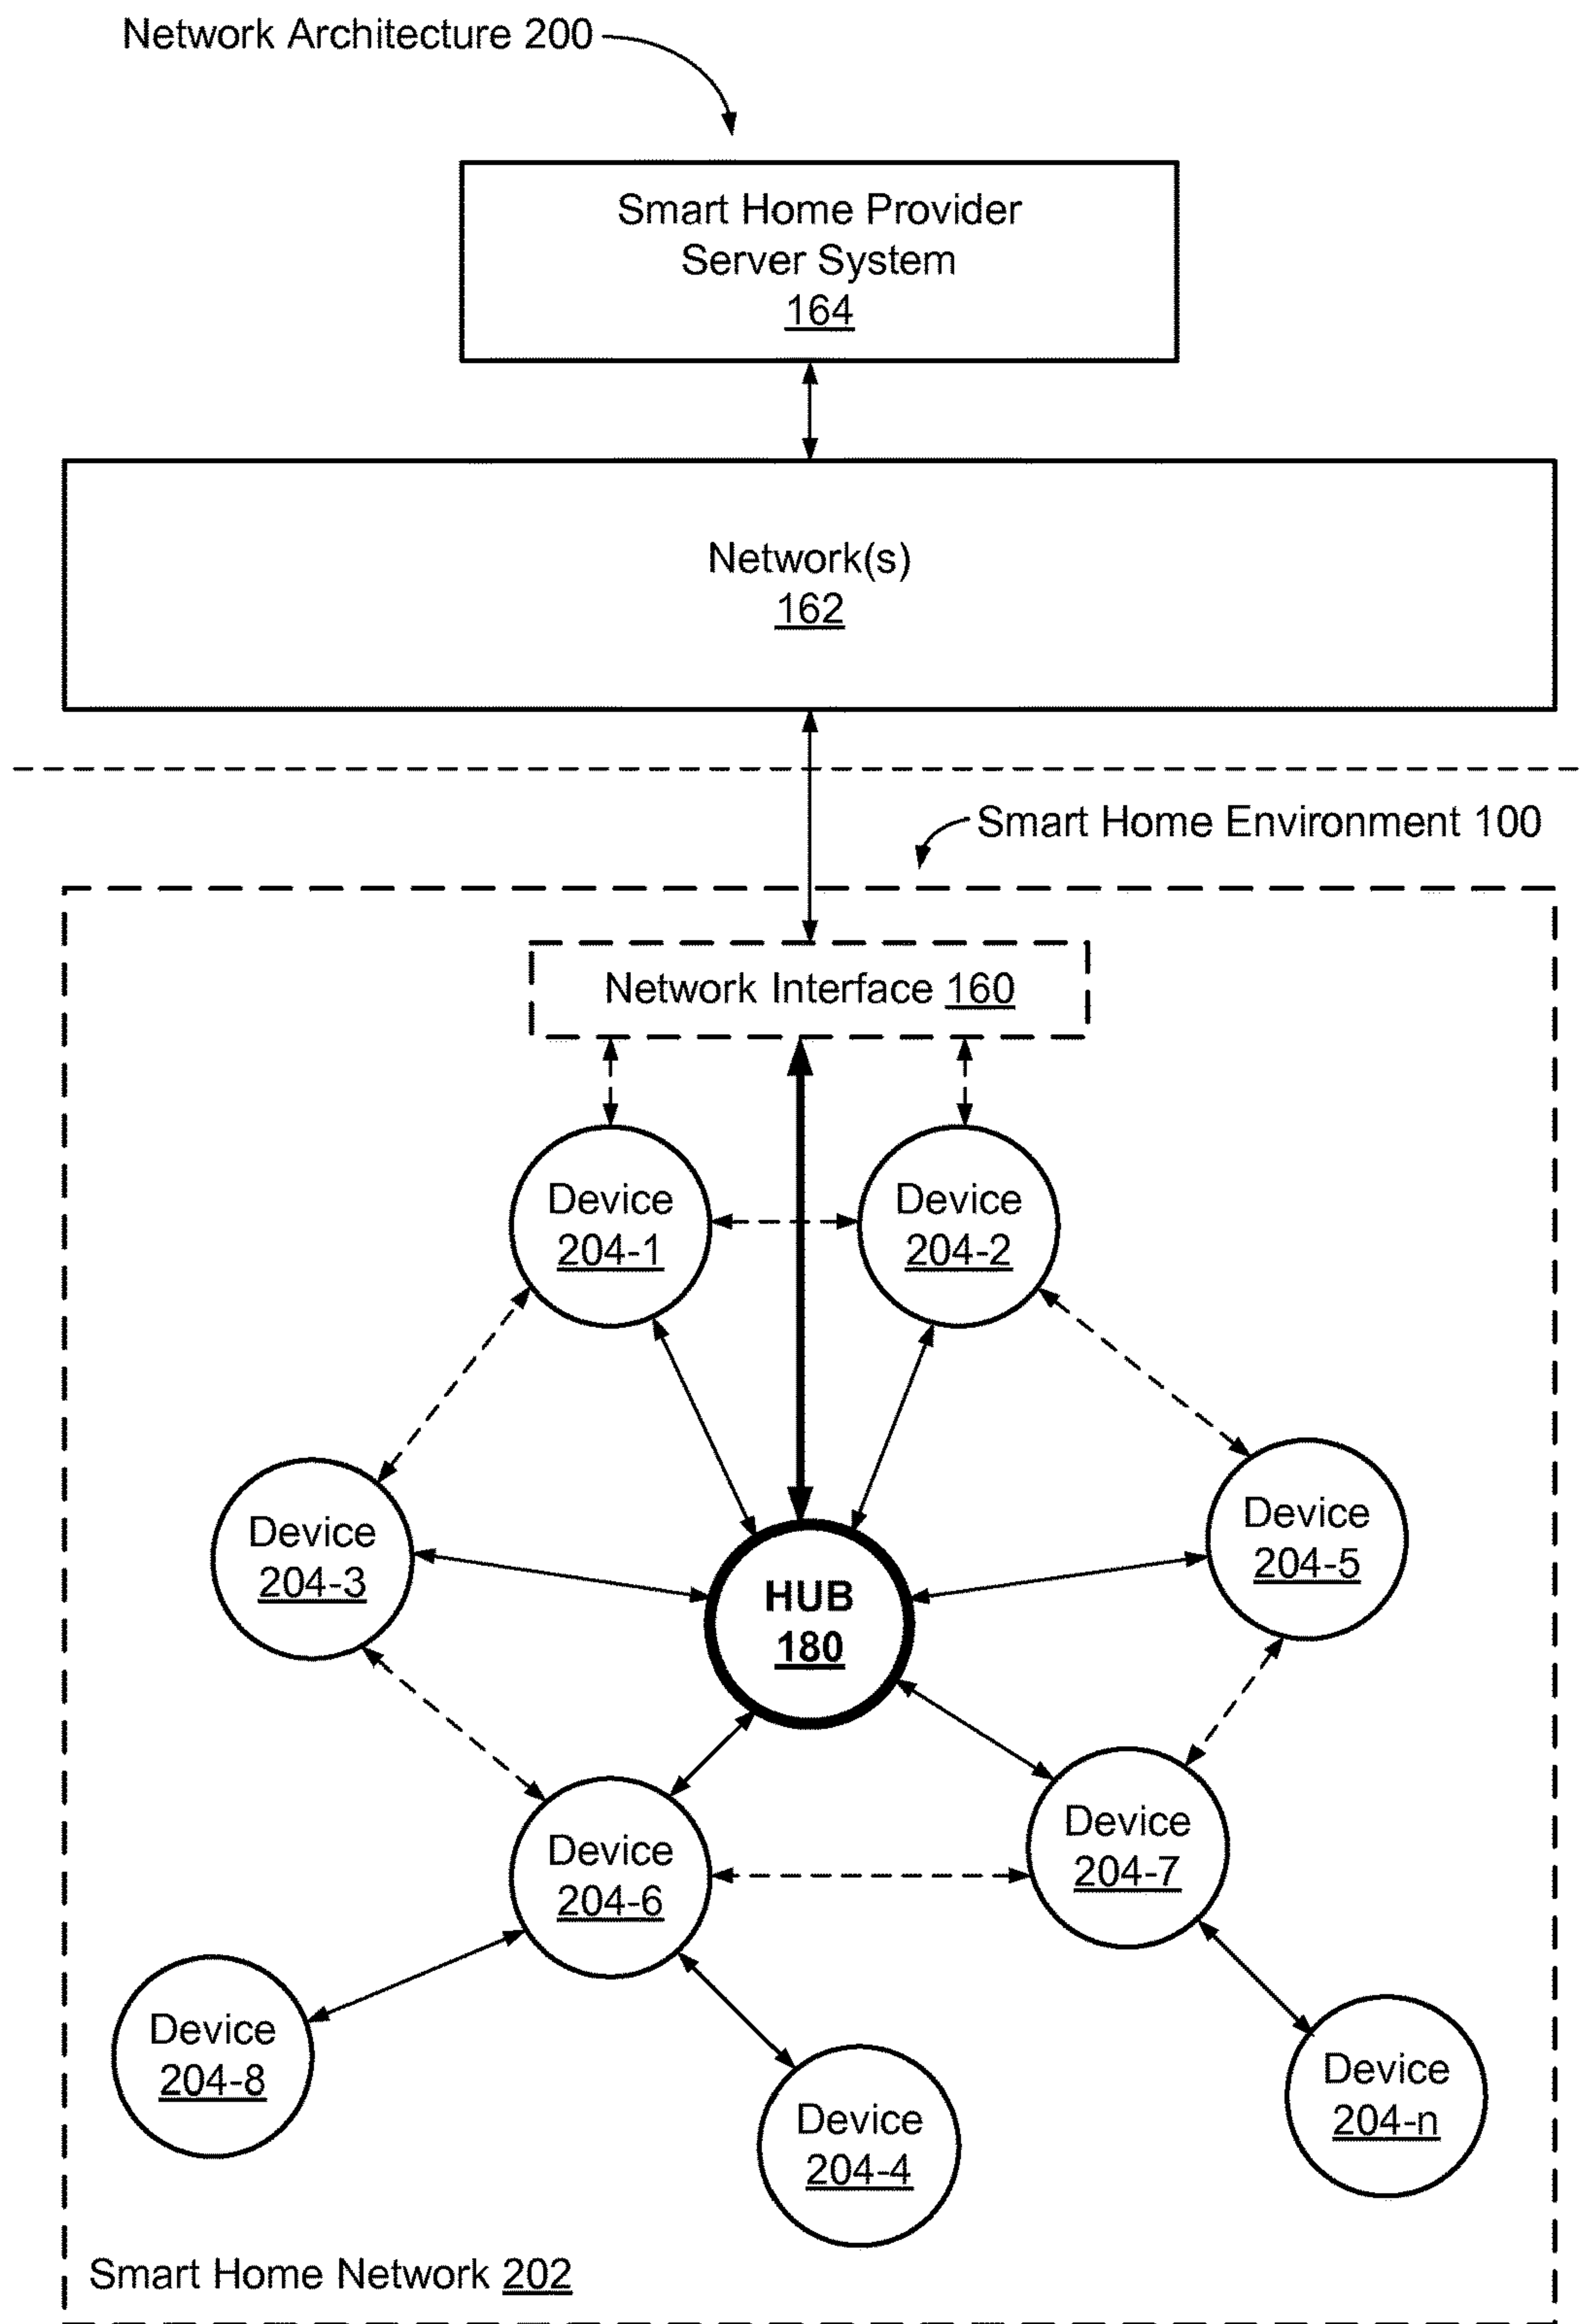 Network Architecture 200
Smart Home Provider
Server System
164
Network(s)
162
Smart Home Environment 100
Network Interface 160
Device
204-1
Device
204-2
Device
204-3
Device
204-5
HUB
180
Device
204-6
Device
204-7
Device
204-8
Device
204-4
Device
204-n
Smart Home Network 202